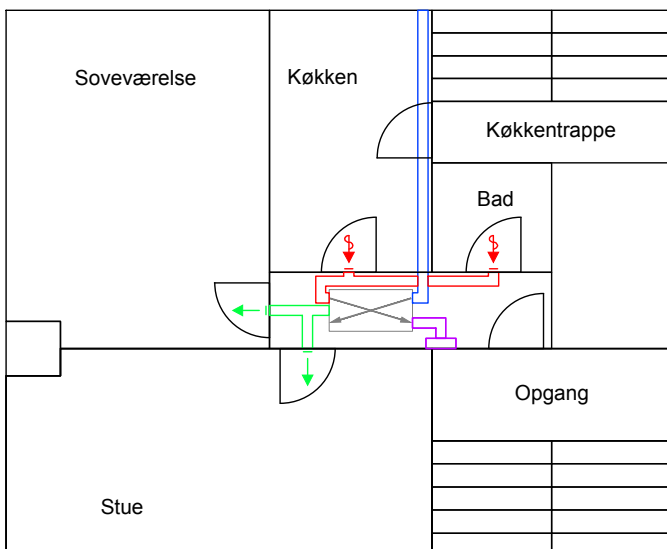 Soveværelse
Køkken
Køkkentrappe
Bad
Opgang
Stue